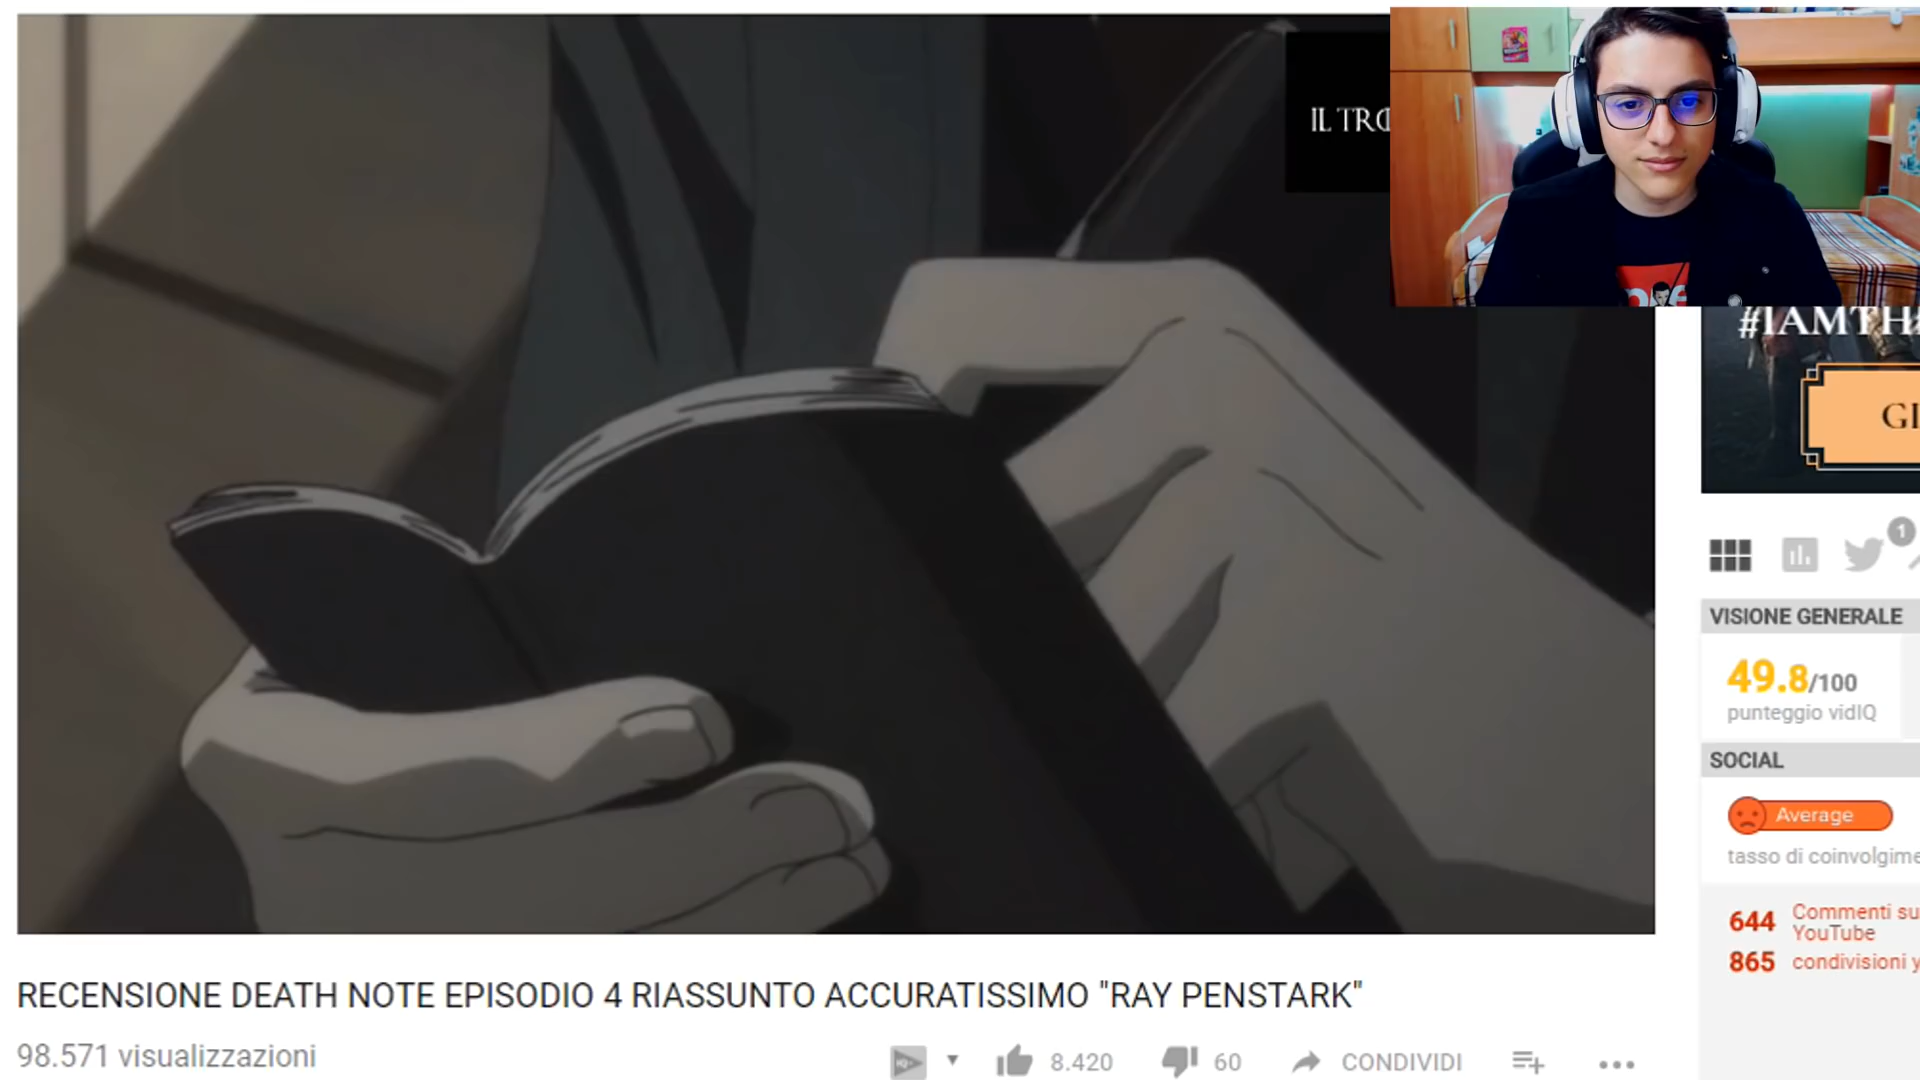 IL TRO
#IAMTH
GI
1
VISIONE GENERALE
49.8/100
punteggio vidIQ
SOCIAL
Average
tasso di coinvolgime
644 Commenti su
YouTube
865 condivisioni y
RECENSIONE DEATH NOTE EPISODIO 4 RIASSUNTO ACCURATISSIMO "RAY PENSTARK"
98.571 visualizzazioni
8.420
60
CONDIVIDI